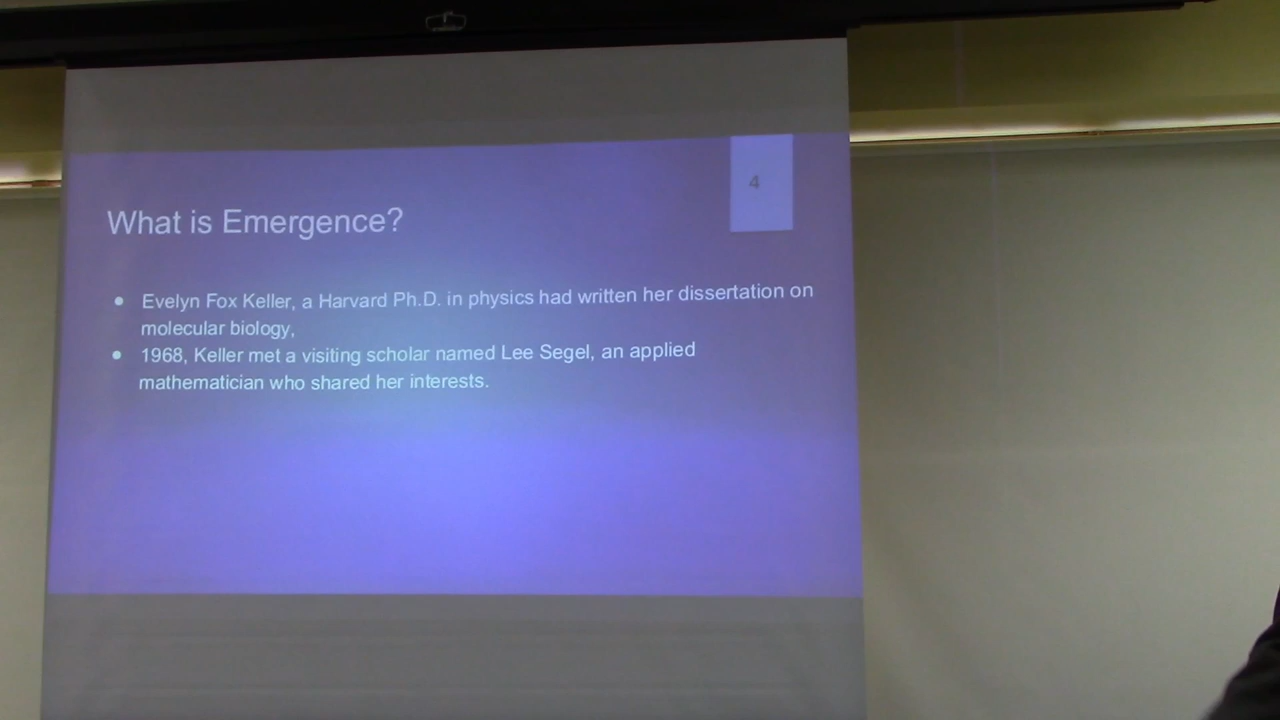 4
What is Emergence?
● Evelyn Fox Keller, a Harvard Ph.D. in physics had written her dissertation on
molecular biology,
● 1968, Keller met a visiting scholar named Lee Segel, an applied
mathematician who shared her interests.